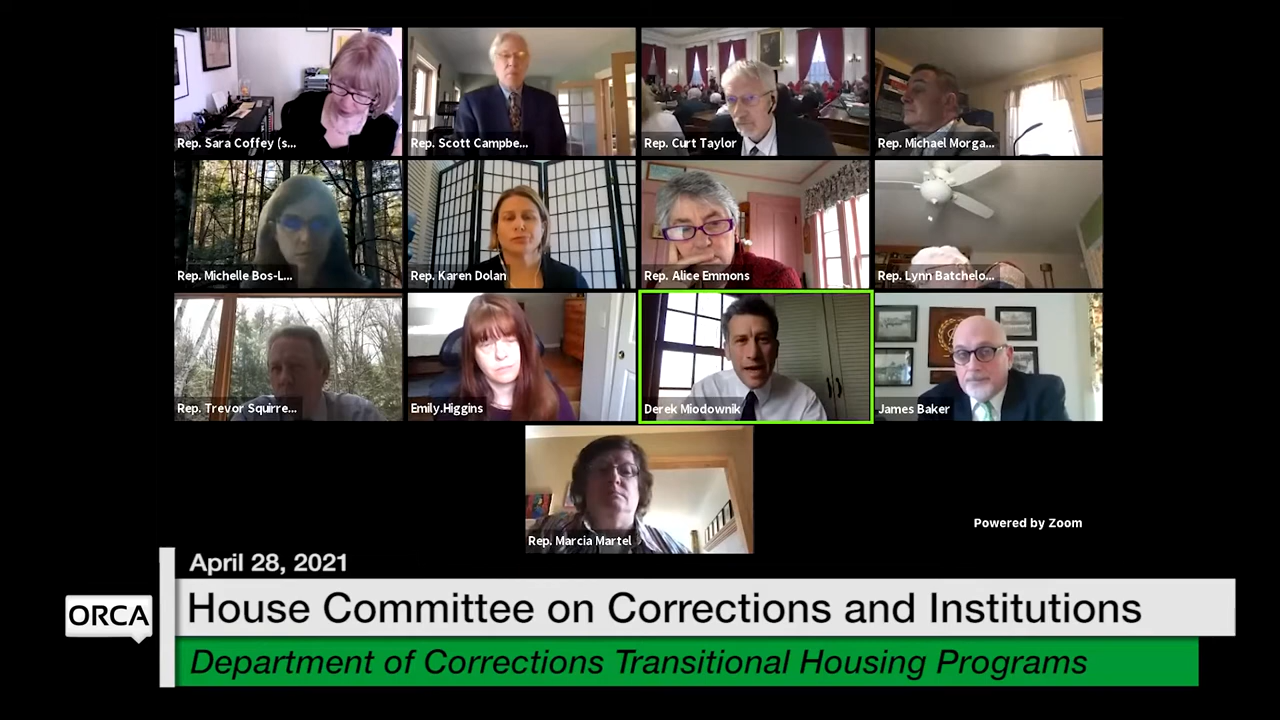 Rep. Sara Coffey (s...
Rep. Scott Campbe...
Rep. Curt Taylor
Rep. Michael Morga...
Rep. Michelle Bos-L...
Rep. Karen Dolan
Rep. Alice Emmons
Rep. Lynn Batchelo...
Rep. Trevor Squirre...
Emily.Higgins
Derek Miodownik
James Baker
Rep. Marcia Martel
Powered by Zoom
April 28, 2021
ORCA
House Committee on Corrections and Institutions
Department of Corrections Transitional Housing Programs